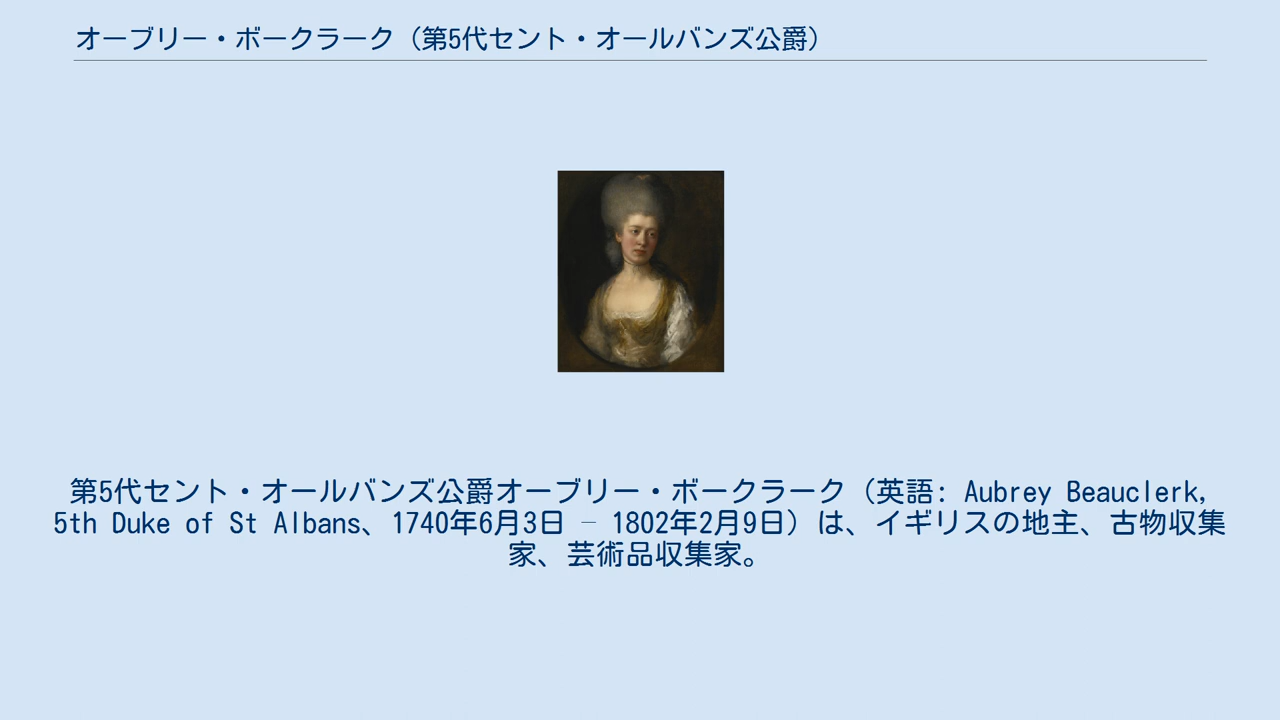 オーブリー・ボークラーク（第5代セント・オールバンズ公爵）
第5代セント・オールバンズ公爵オーブリー・ボークラーク（英語: Aubrey Beauclerk,
5th Duke of St Albans、1740年6月3日 – 1802年2月9日）は、イギリスの地主、古物収集
家、芸術品収集家。